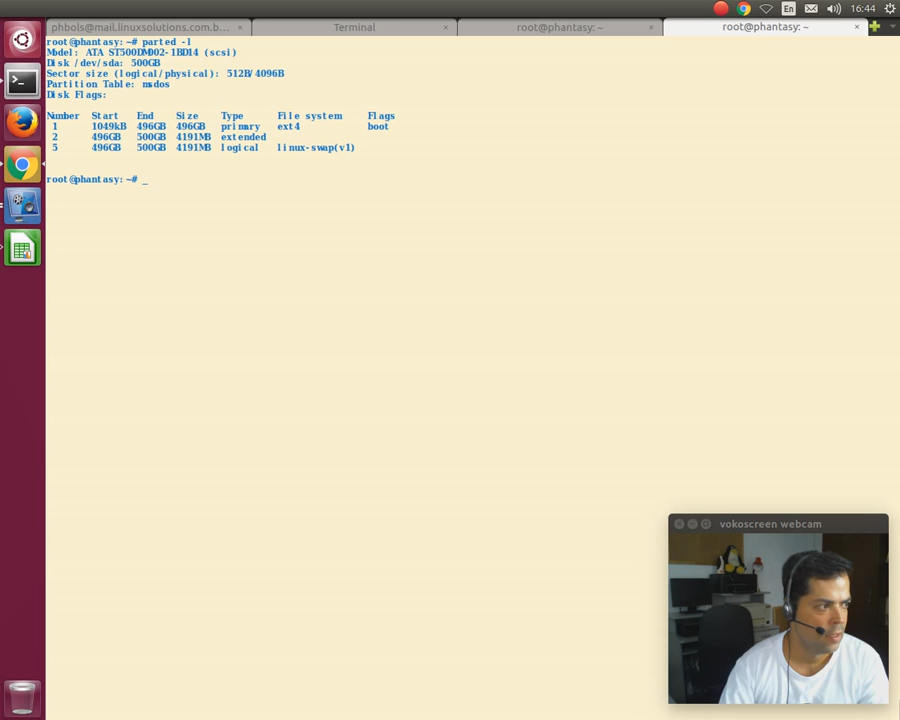 16:44
En
phbols@mail.linuxsolutions.com.b...
Terminal
root@phantasy: ~
root@phantasy: ~
root@phantasy:~# parted -l
Model: ATA ST500DM002-1BD14 (scsi)
Disk /dev/sda: 500GB
Sector size (logical/physical): 512B/4096B
Partition Table: msdos
Disk Flags:
Number Start End Size Type File system Flags
1 1049kB 496GB 496GB primary ext4 boot
2 496GB 500GB 4191MB extended
5 496GB 500GB 4191MB logical linux-swap(v1)
root@phantasy:~# _
vokoscreen webcam